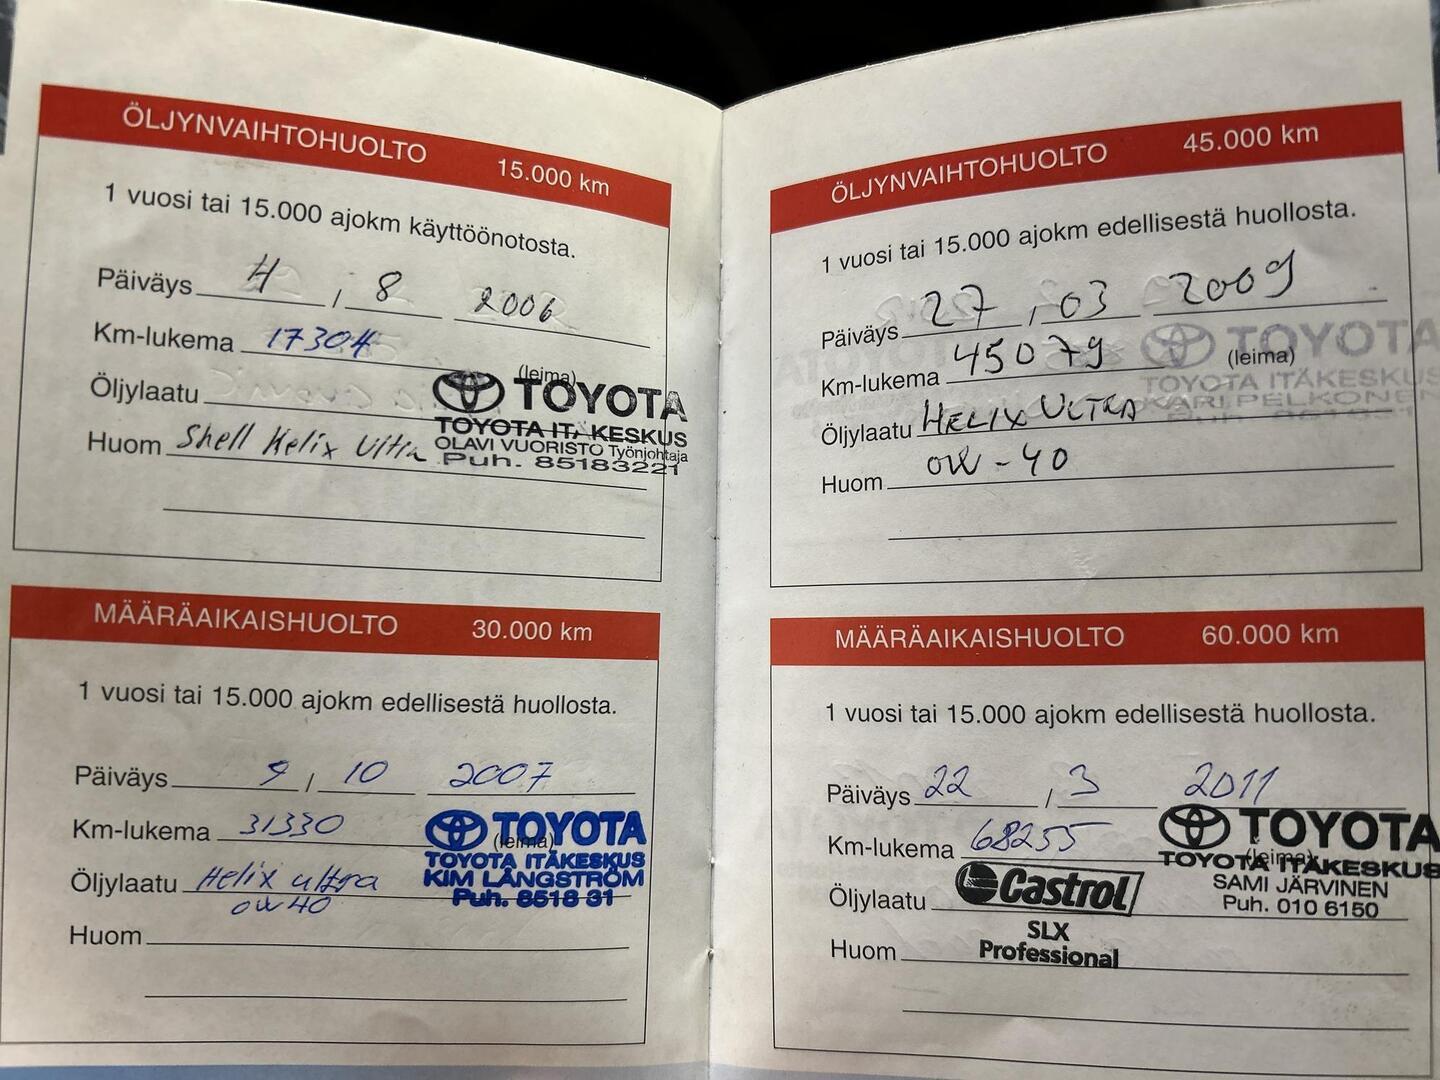 ÖLJYNVAIHTOHUOLTO 15.000 km
1 vuosi tai 15.000 ajokm käyttöönotosta.
Päiväys 4 / 8 2006
Km-lukema 17304
(leima)
Öljylaatu
TOYOTA
TOYOTA ITÄKESKUS
OLAVI VUORISTO Työnjohtaja
Puh. 85183221
Huom Shell Helix Ultra
MÄÄRÄAIKAISHUOLTO 30.000 km
1 vuosi tai 15.000 ajokm edellisestä huollosta.
Päiväys 9 / 10 2007
Km-lukema 31330
(leima)
TOYOTA
TOYOTA ITÄKESKUS
KIM LÅNGSTRÖM
Puh. 8518 31
Öljylaatu Helix ultra
0W40
Huom
ÖLJYNVAIHTOHUOLTO 45.000 km
1 vuosi tai 15.000 ajokm edellisestä huollosta.
Päiväys 27 / 03 2009
Km-lukema 45079
(leima)
TOYOTA
TOYOTA ITÄKESKUS
KARI PELKONEN
Öljylaatu HELIX ULTRA
Huom 0W-40
MÄÄRÄAIKAISHUOLTO 60.000 km
1 vuosi tai 15.000 ajokm edellisestä huollosta.
Päiväys 22 / 3 2011
Km-lukema 68255
(leima)
TOYOTA
TOYOTA ITÄKESKUS
SAMI JÄRVINEN
Puh. 010 6150
Öljylaatu Castrol
SLX
Professional
Huom